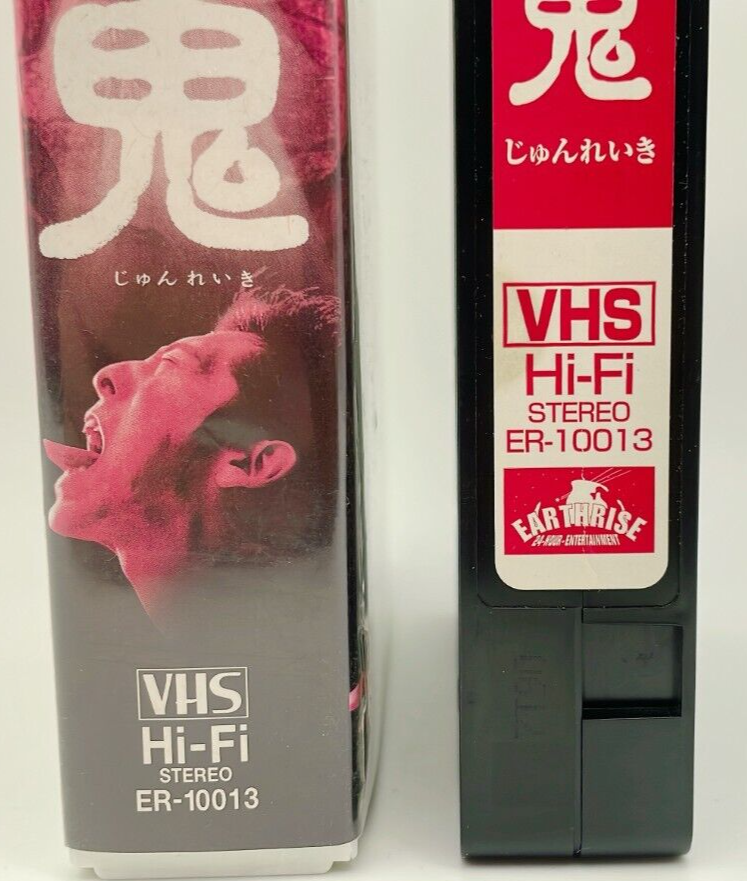 鬼
じゅんれいき
VHS
Hi-Fi
STEREO
ER-10013
鬼
じゅんれいき
VHS
Hi-Fi
STEREO
ER-10013
EARTHRISE
24-HOUR-ENTERTAINMENT